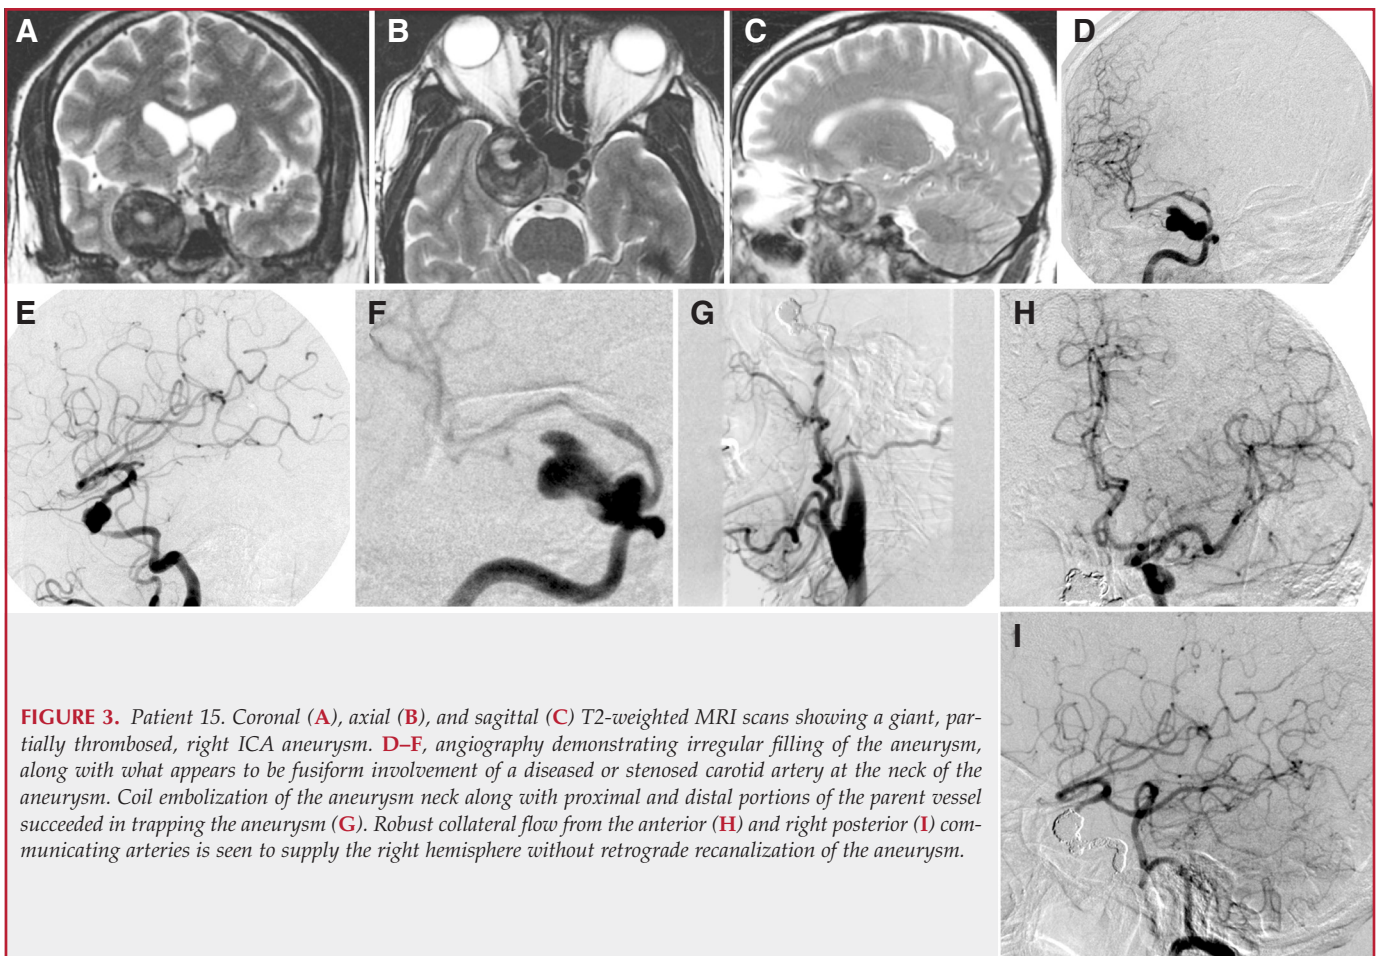 A
B
C
D
E
F
G
H
I
FIGURE 3. Patient 15. Coronal (A), axial (B), and sagittal (C) T2-weighted MRI scans showing a giant, par-
tially thrombosed, right ICA aneurysm. D–F, angiography demonstrating irregular filling of the aneurysm,
along with what appears to be fusiform involvement of a diseased or stenosed carotid artery at the neck of the
aneurysm. Coil embolization of the aneurysm neck along with proximal and distal portions of the parent vessel
succeeded in trapping the aneurysm (G). Robust collateral flow from the anterior (H) and right posterior (I) com-
municating arteries is seen to supply the right hemisphere without retrograde recanalization of the aneurysm.